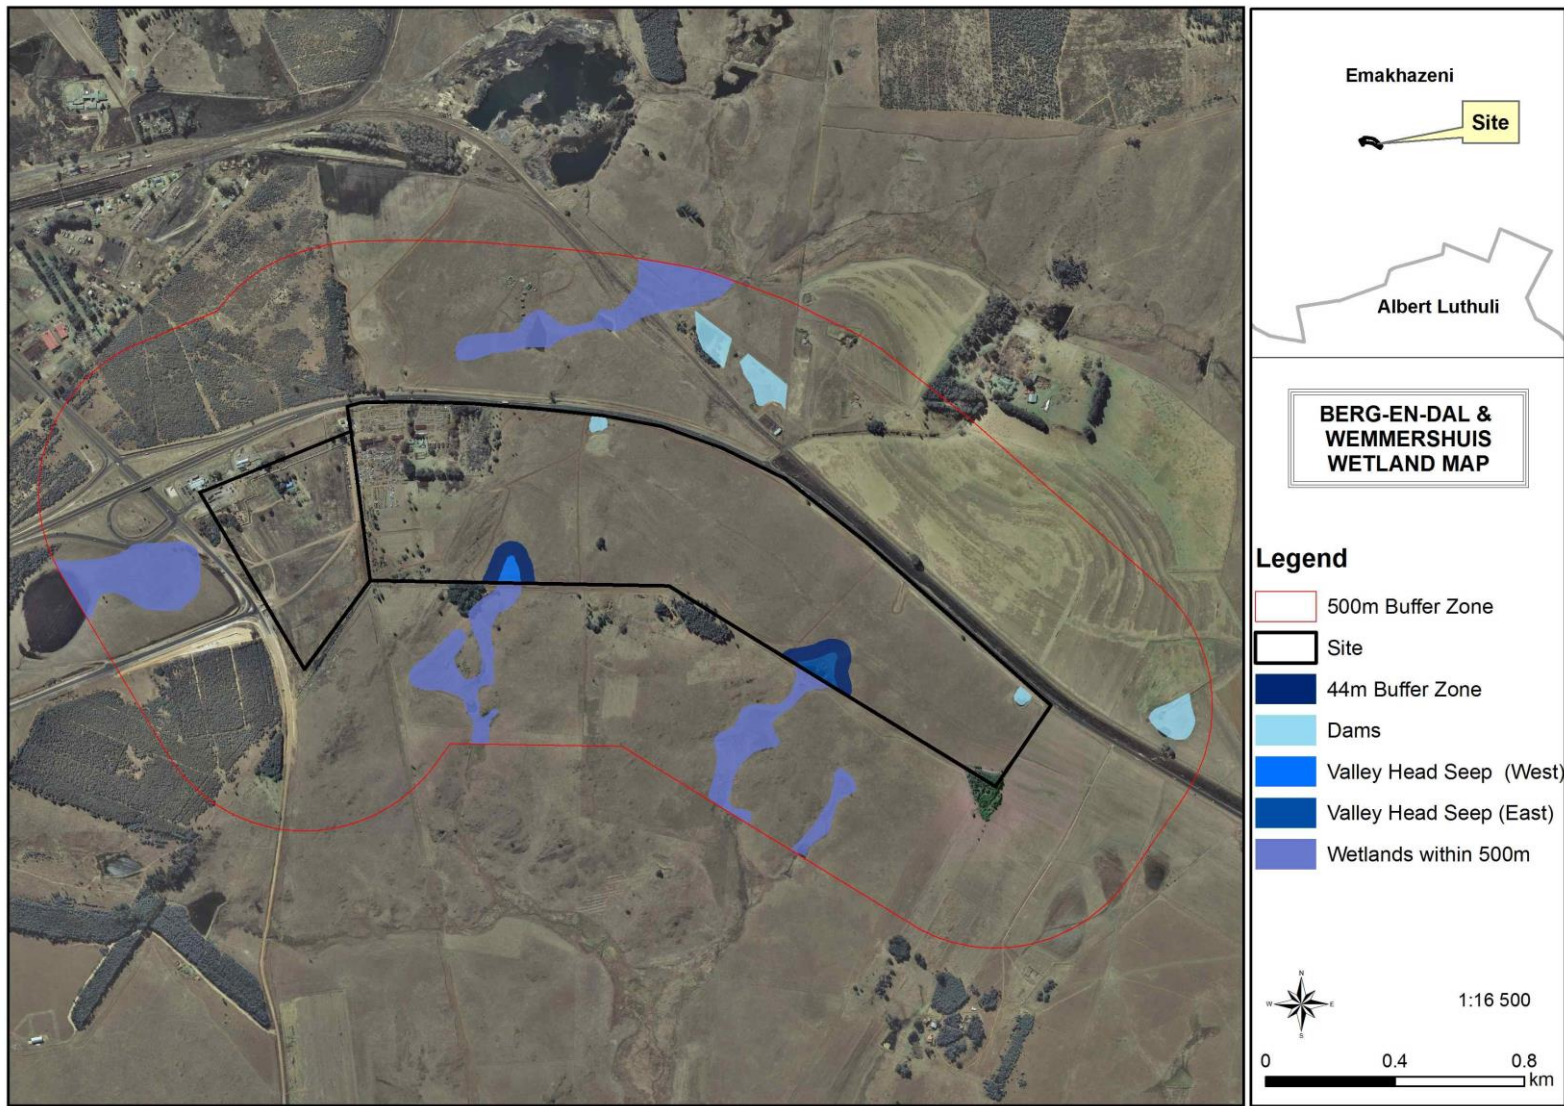 Emakhazeni
Site
Albert Luthuli
BERG-EN-DAL &
WEMMERSHUIS
WETLAND MAP
Legend
500m Buffer Zone
Site
44m Buffer Zone
Dams
Valley Head Seep (West)
Valley Head Seep (East)
Wetlands within 500m
N
W E
S
1:16 500
0 0.4 0.8
km